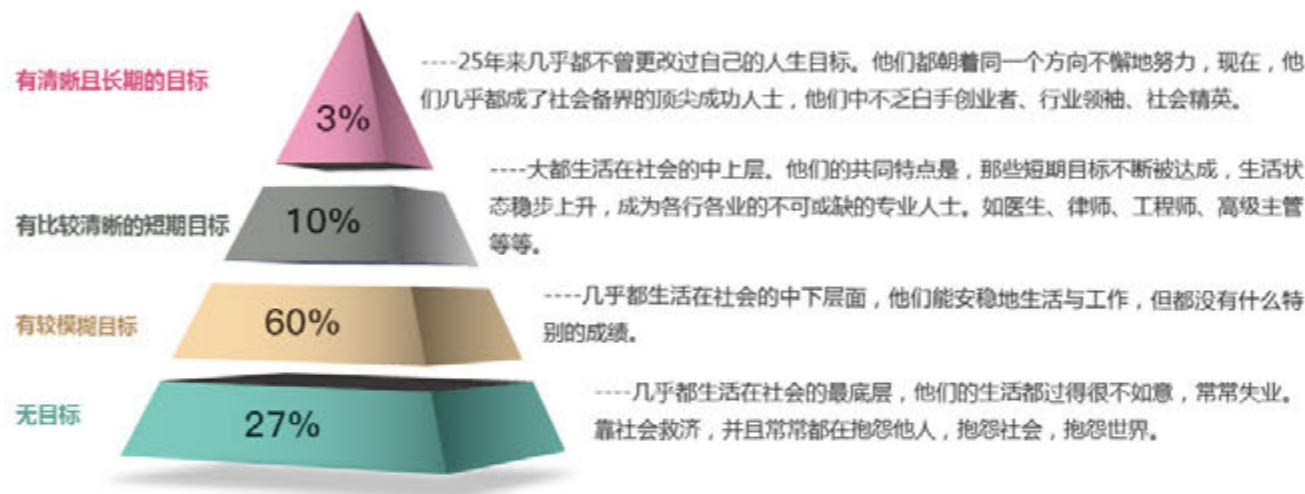 有清晰且长期的目标
3%
----25年来几乎都不曾更改过自己的人生目标。他们都朝着同一个方向不懈地努力，现在，他
们几乎都成了社会备界的顶尖成功人士，他们中不乏白手创业者、行业领袖、社会精英。
有比较清晰的短期目标
10%
----大都生活在社会的中上层。他们的共同特点是，那些短期目标不断被达成，生活状
态稳步上升，成为各行各业的不可或缺的专业人士。如医生、律师、工程师、高级主管
等等。
有较模糊目标
60%
----几乎都生活在社会的中下层面，他们能安稳地生活与工作，但都没有什么特
别的成绩。
无目标
27%
----几乎都生活在社会的最底层，他们的生活都过得很不如意，常常失业。
靠社会救济，并且常常都在抱怨他人，抱怨社会，抱怨世界。